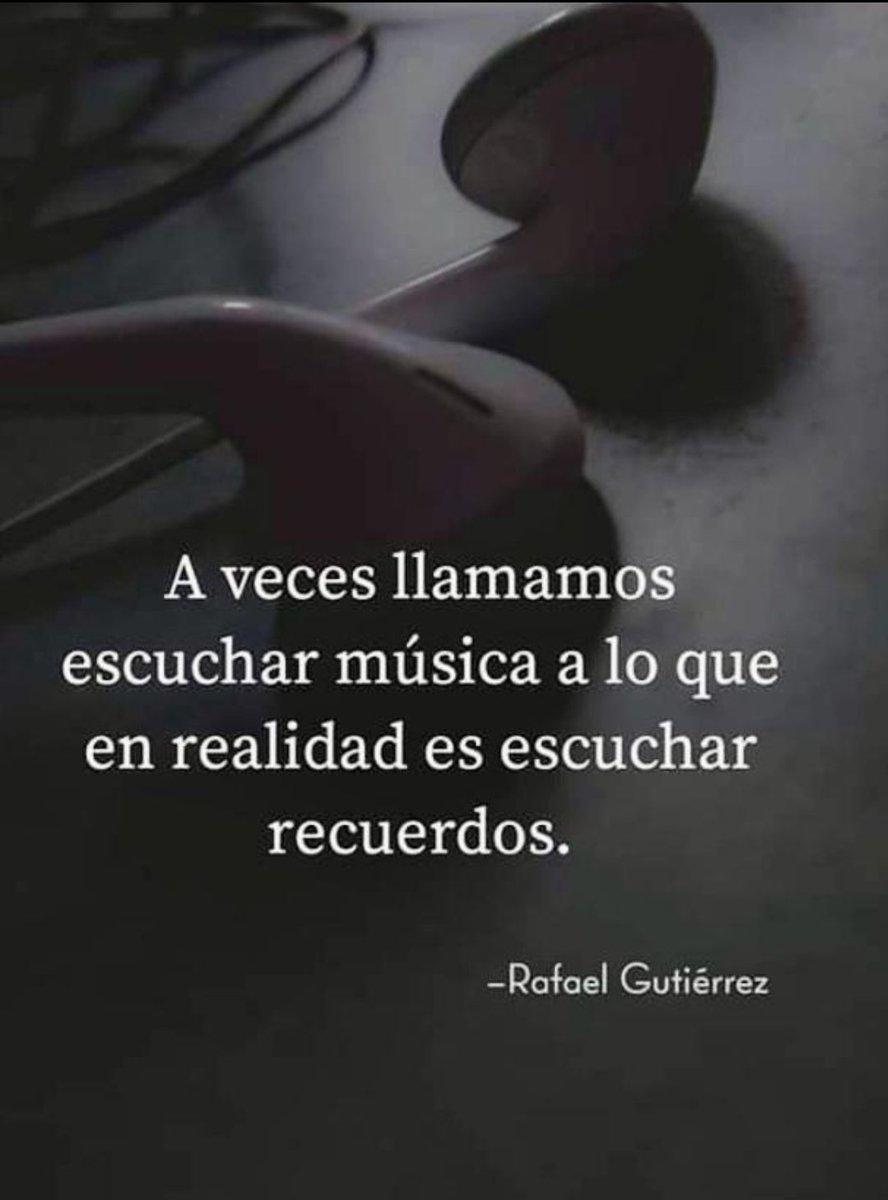 A veces llamamos
escuchar música a lo que
en realidad es escuchar
recuerdos.
–Rafael Gutiérrez